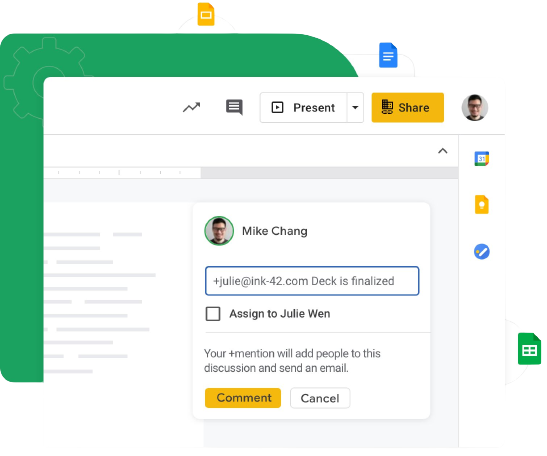 Present
Share
31
Mike Chang
+julie@ink-42.com Deck is finalized
Assign to Julie Wen
Your +mention will add people to this
discussion and send an email.
Comment
Cancel